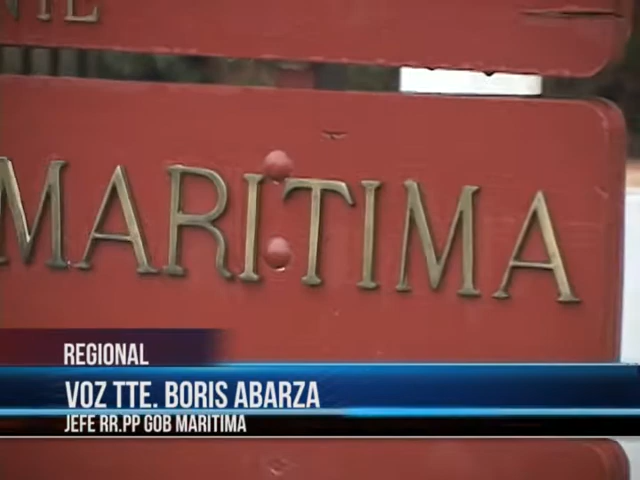 MARITIMA
REGIONAL
VOZ TTE. BORIS ABARZA
JEFE RR.PP GOB MARITIMA